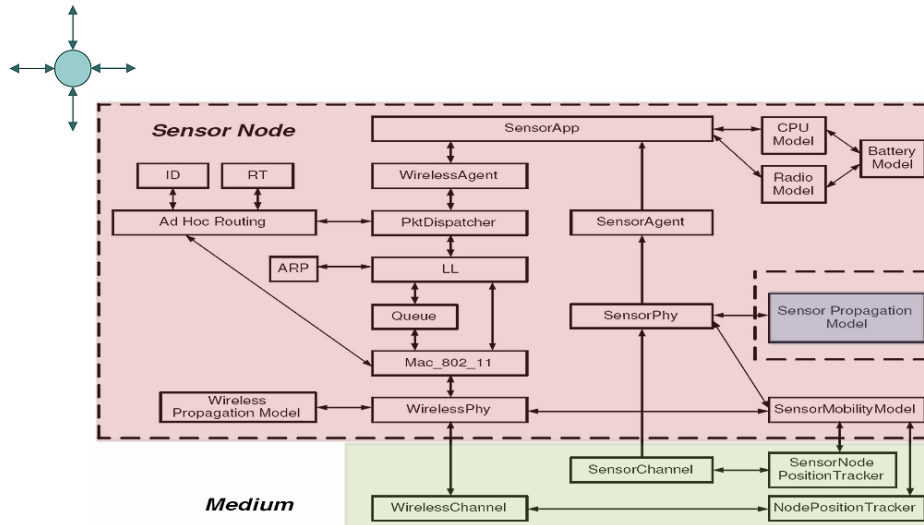 Sensor Node
SensorApp
CPU
Model
Battery
Model
ID
RT
WirelessAgent
Radio
Model
Ad Hoc Routing
PktDispatcher
SensorAgent
ARP
LL
Queue
SensorPhy
Sensor Propagation
Model
Mac_802_11
Wireless
Propagation Model
WirelessPhy
SensorMobilityModel
SensorChannel
SensorNode
PositionTracker
Medium
WirelessChannel
NodePositionTracker